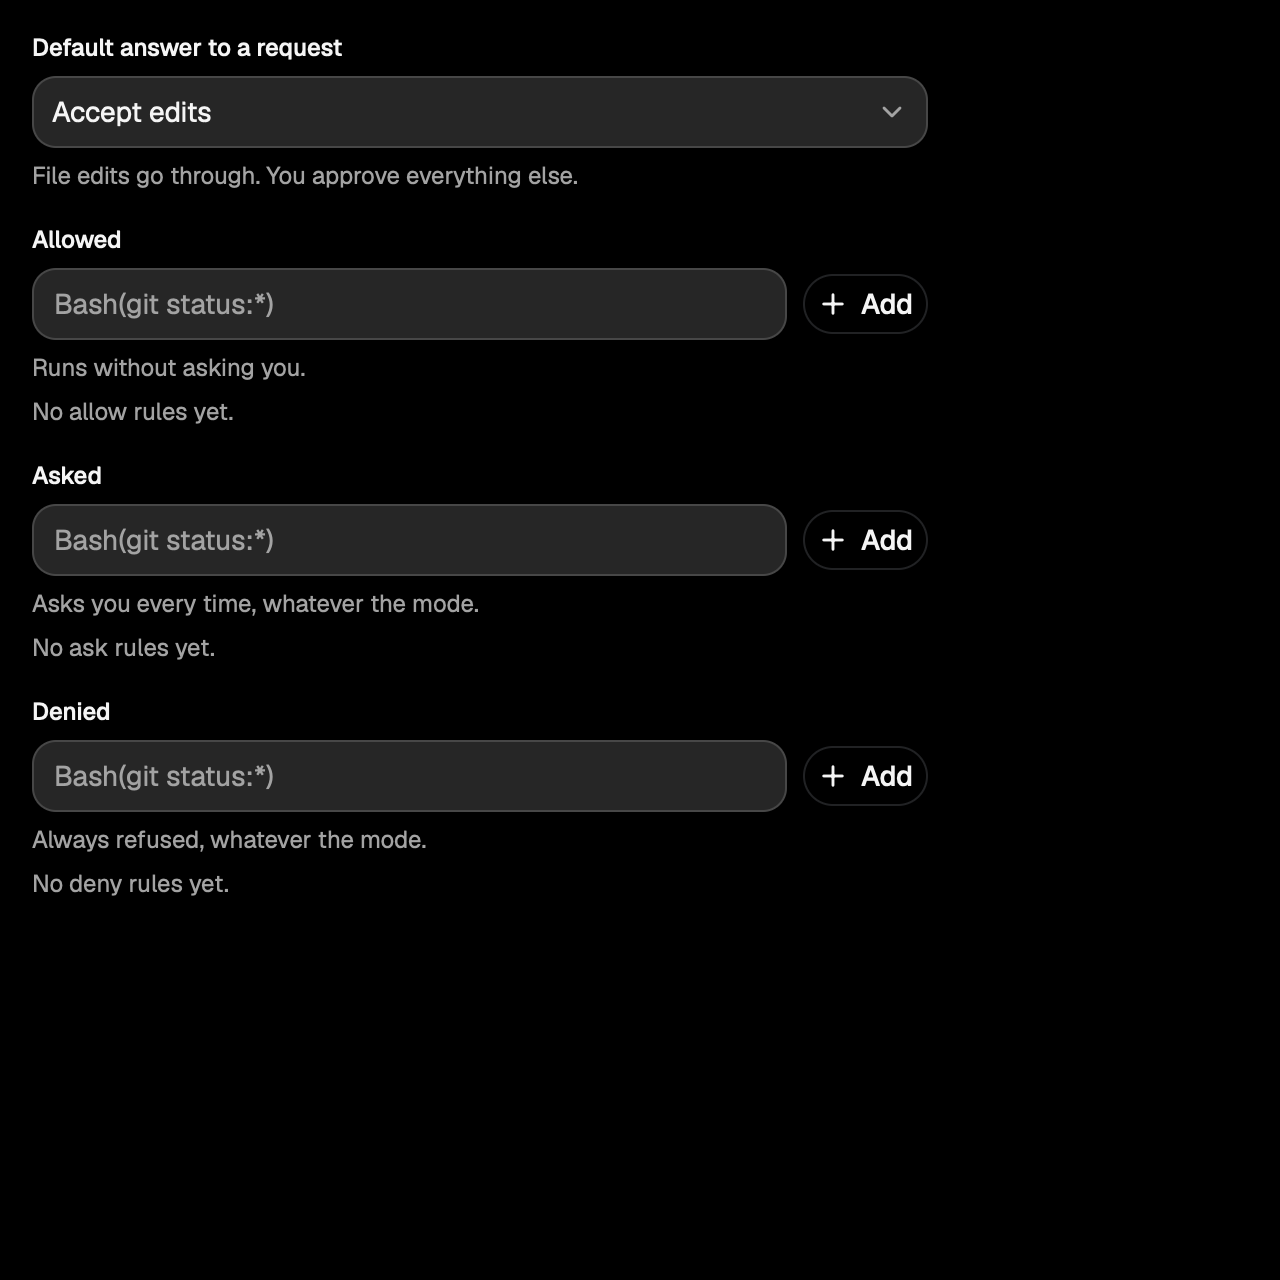 Default answer to a request
Accept edits
File edits go through. You approve everything else.
Allowed
Bash(git status:*)
Add
Runs without asking you.
No allow rules yet.
Asked
Bash(git status:*)
Add
Asks you every time, whatever the mode.
No ask rules yet.
Denied
Bash(git status:*)
Add
Always refused, whatever the mode.
No deny rules yet.